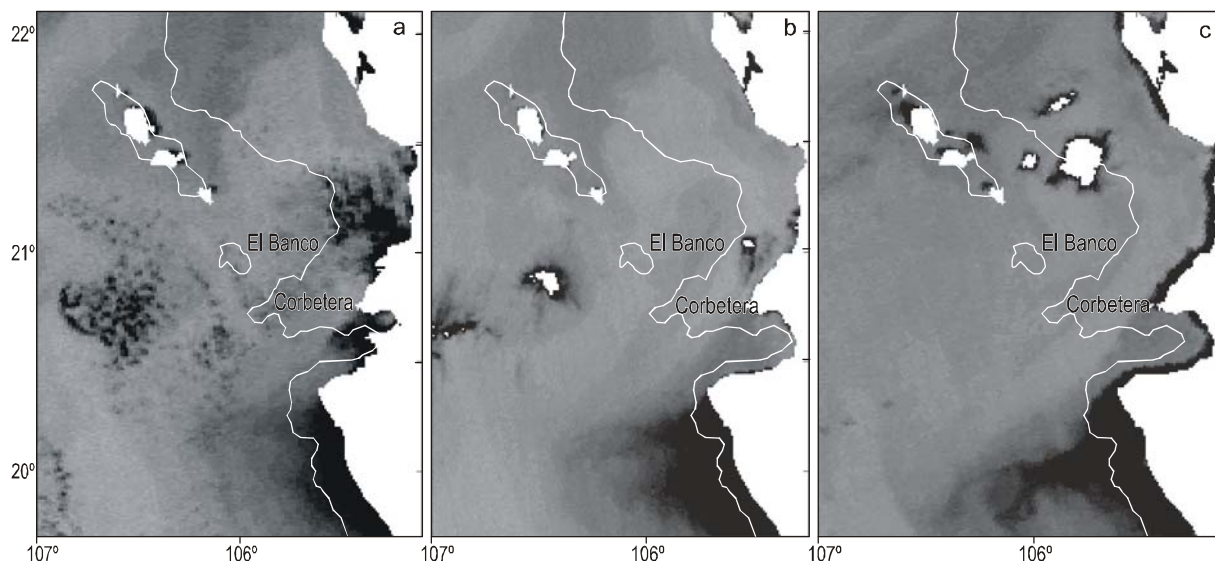 22º a b c
El Banco El Banco El Banco
21º
Corbetera Corbetera Corbetera
20º
107º 106º 107º 106º 107º 106º